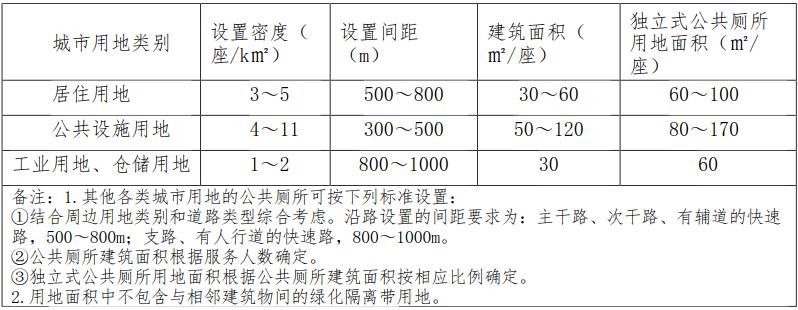 城市用地类别 设置密度（座/k㎡） 设置间距（m） 建筑面积（㎡/座） 独立式公共厕所用地面积（㎡/座）
居住用地 3～5 500～800 30～60 60～100
公共设施用地 4～11 300～500 50～120 80～170
工业用地、仓储用地 1～2 800～1000 30 60
备注：1.其他各类城市用地的公共厕所可按下列标准设置：
①结合周边用地类别和道路类型综合考虑。沿路设置的间距要求为：主干路、次干路、有辅道的快速
路，500～800m；支路、有人行道的快速路，800～1000m。
②公共厕所建筑面积根据服务人数确定。
③独立式公共厕所用地面积根据公共厕所建筑面积按相应比例确定。
2.用地面积中不包含与相邻建筑物间的绿化隔离带用地。